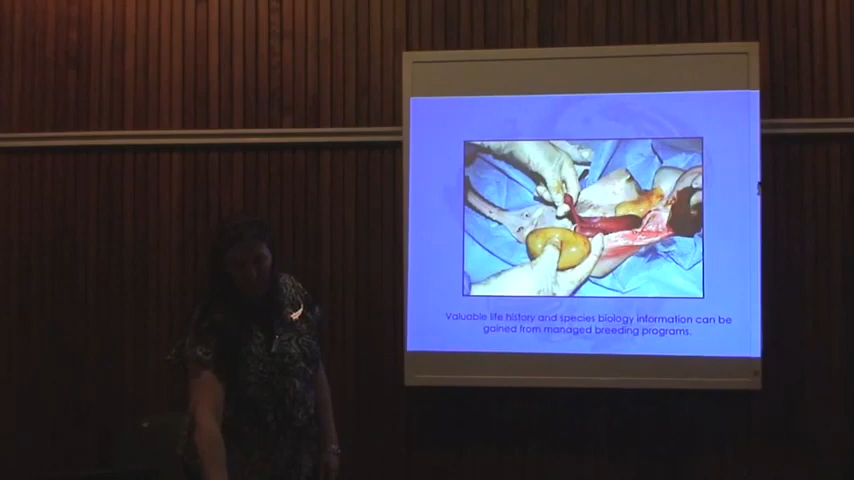 Valuable life history and species biology information can be
gained from managed breeding programs.